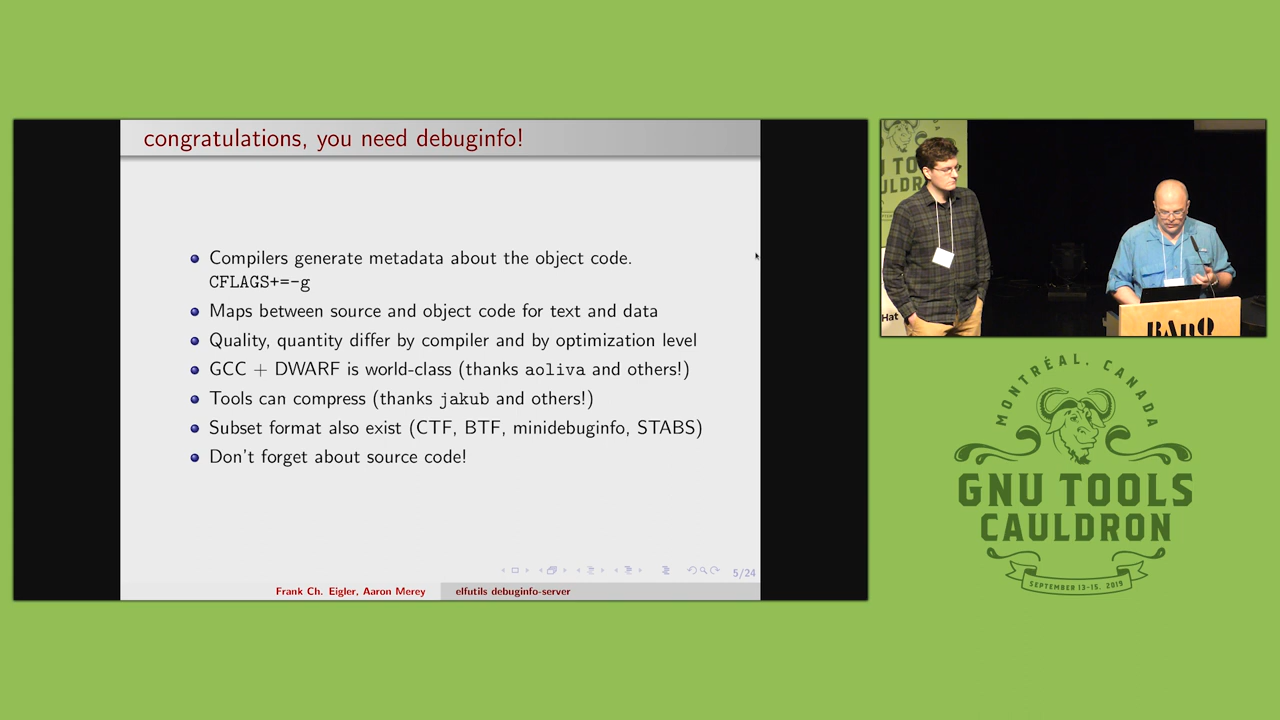 congratulations, you need debuginfo!
Compilers generate metadata about the object code.
CFLAGS+=-g
Maps between source and object code for text and data
Quality, quantity differ by compiler and by optimization level
GCC + DWARF is world-class (thanks aoliva and others!)
Tools can compress (thanks jakub and others!)
Subset format also exist (CTF, BTF, minidebuginfo, STABS)
Don't forget about source code!
5/24
Frank Ch. Eigler, Aaron Merey
elfutils debuginfo-server
Hat
BAnQ
MONTRÉAL, CANADA
GNU TOOLS
CAULDRON
SEPTEMBER 13-15, 2019